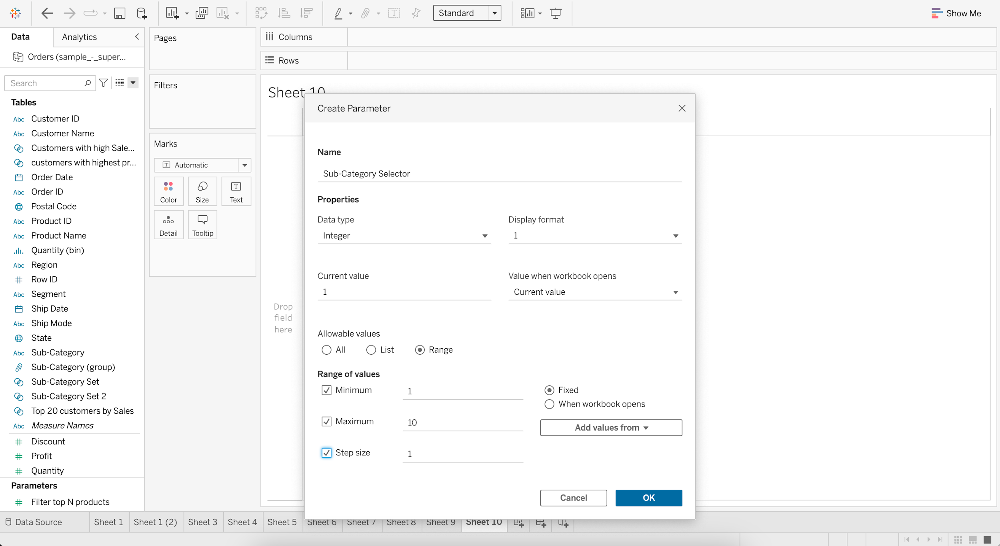 Standard
Show Me
Data
Analytics
Orders (sample_-_super...
Search
Tables
Abc Customer ID
Abc Customer Name
Customers with high Sale...
customers with highest pr...
Order Date
Abc Order ID
Postal Code
Abc Product ID
Abc Product Name
Quantity (bin)
Abc Region
Row ID
Abc Segment
Ship Date
Abc Ship Mode
State
Abc Sub-Category
Sub-Category (group)
Sub-Category Set
Sub-Category Set 2
Top 20 customers by Sales
Abc Measure Names
Discount
Profit
Quantity
Parameters
Filter top N products
Pages
Filters
Marks
T Automatic
Color
Size
T Text
Detail
Tooltip
Columns
Rows
Sheet 10
Drop
field
here
Create Parameter
Name
Sub-Category Selector
Properties
Data type
Display format
Integer
1
Current value
Value when workbook opens
1
Current value
Allowable values
All
List
Range
Range of values
Minimum 1
Fixed
When workbook opens
Maximum 10
Add values from
Step size 1
Cancel
OK
Data Source
Sheet 1
Sheet 1 (2)
Sheet 3
Sheet 4
Sheet 5
Sheet 6
Sheet 7
Sheet 8
Sheet 9
Sheet 10